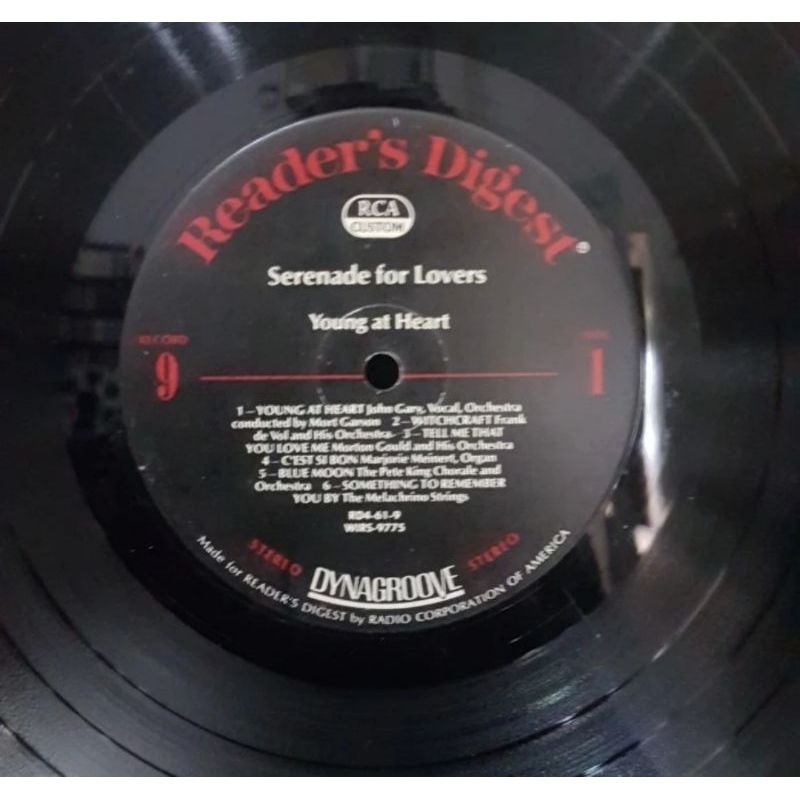 Reader's Digest®
RCA
CUSTOM
Serenade for Lovers
Young at Heart
RECORD
9
SIDE
1
1–YOUNG AT HEART John Gary, Vocal, Orchestra
conducted by Mort Garson 2–WITCHCRAFT Frank
de Vol and His Orchestra 3–TELL ME THAT
YOU LOVE ME Morton Gould and His Orchestra
4–C'EST SI BON Marjorie Meinert, Organ
5–BLUE MOON The Pete King Chorale and
Orchestra 6–SOMETHING TO REMEMBER
YOU BY The Melachrino Strings
RD4-61-9
WIRS-9775
STEREO
STEREO
DYNAGROOVE
Made for READER'S DIGEST by RADIO CORPORATION OF AMERICA